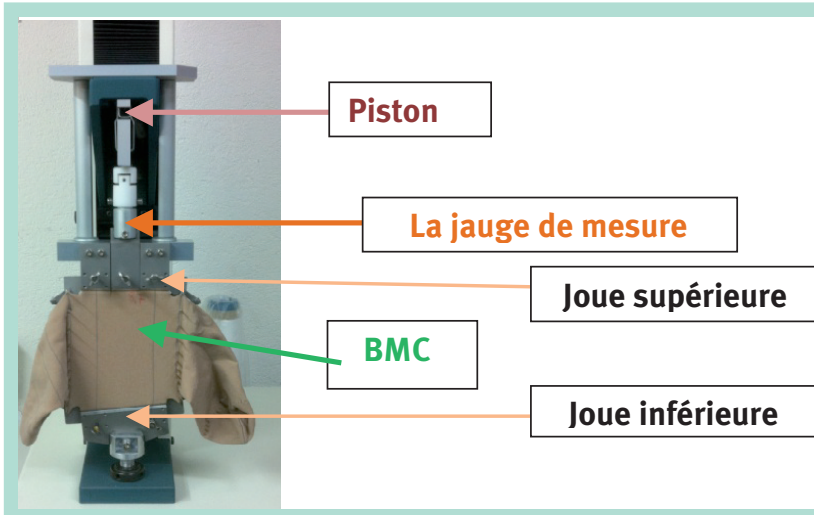 Piston
La jauge de mesure
Joue supérieure
BMC
Joue inférieure